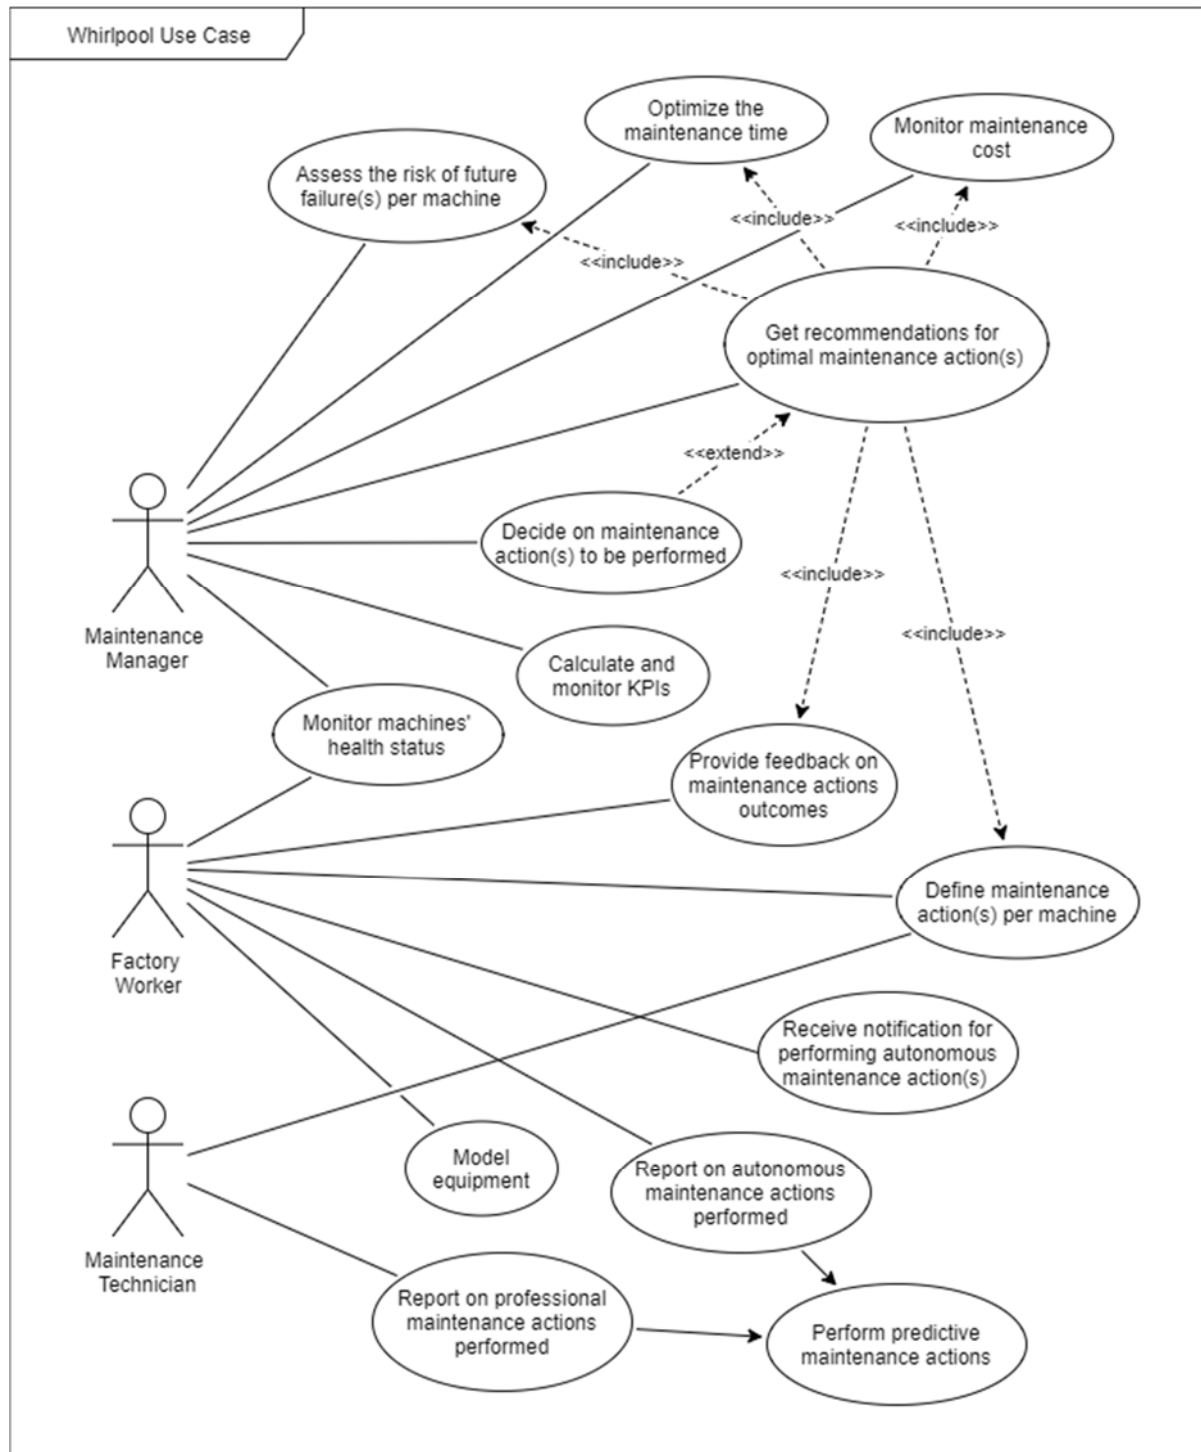 Whirlpool Use Case
Optimize the
maintenance time
Monitor maintenance
cost
Assess the risk of future
failure(s) per machine
<<include>>
<<include>>
<<include>>
Get recommendations for
optimal maintenance action(s)
<<extend>>
Decide on maintenance
action(s) to be performed
<<include>>
<<include>>
Maintenance
Manager
Calculate and
monitor KPIs
Monitor machines'
health status
Provide feedback on
maintenance actions
outcomes
Define maintenance
action(s) per machine
Factory
Worker
Receive notification for
performing autonomous
maintenance action(s)
Model
equipment
Report on autonomous
maintenance actions
performed
Maintenance
Technician
Report on professional
maintenance actions
performed
Perform predictive
maintenance actions